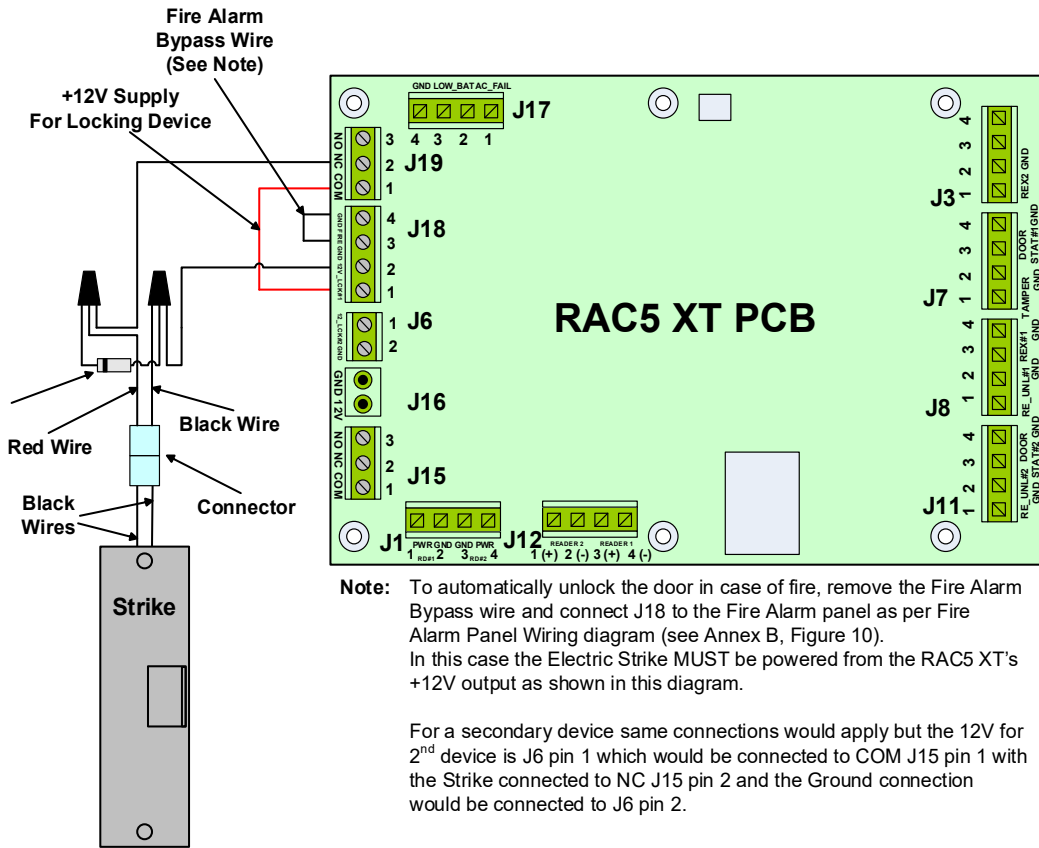 Fire Alarm
Bypass Wire
(See Note)
+12V Supply
For Locking Device
GND LOW_BAT AC_FAIL
J17
4 3 2 1
NO NC COM
3
2
1
J19
GND FIRE GND 12V_LCK#1
4
3
2
1
J18
12_LCK#2 GND
1
2
J6
GND 12V
J16
NO NC COM
3
2
1
J15
RAC5 XT PCB
4
3
2
1
J3
REX2 GND
4
3
2
1
J7
TAMPER GND
DOOR STAT#1 GND
4
3
2
1
J8
RE_UNL#1 GND
REX#1 GND
4
3
2
1
J11
RE_UNL#2 GND
DOOR STAT#2 GND
J1
PWR GND GND PWR
1 RD#1 2 3 RD#2 4
J12
READER 2 READER 1
1 (+) 2 (-) 3 (+) 4 (-)
Red Wire
Black Wire
Black
Wires
Connector
Strike
Note: To automatically unlock the door in case of fire, remove the Fire Alarm
Bypass wire and connect J18 to the Fire Alarm panel as per Fire
Alarm Panel Wiring diagram (see Annex B, Figure 10).
In this case the Electric Strike MUST be powered from the RAC5 XT's
+12V output as shown in this diagram.
For a secondary device same connections would apply but the 12V for
2nd device is J6 pin 1 which would be connected to COM J15 pin 1 with
the Strike connected to NC J15 pin 2 and the Ground connection
would be connected to J6 pin 2.